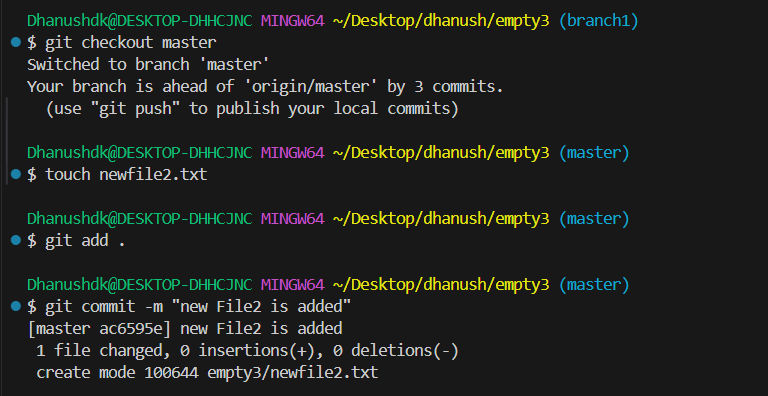 Dhanushdk@DESKTOP-DHHCJNC MINGW64 ~/Desktop/dhanush/empty3 (branch1)
$ git checkout master
Switched to branch 'master'
Your branch is ahead of 'origin/master' by 3 commits.
  (use "git push" to publish your local commits)
Dhanushdk@DESKTOP-DHHCJNC MINGW64 ~/Desktop/dhanush/empty3 (master)
$ touch newfile2.txt
Dhanushdk@DESKTOP-DHHCJNC MINGW64 ~/Desktop/dhanush/empty3 (master)
$ git add .
Dhanushdk@DESKTOP-DHHCJNC MINGW64 ~/Desktop/dhanush/empty3 (master)
$ git commit -m "new File2 is added"
[master ac6595e] new File2 is added
 1 file changed, 0 insertions(+), 0 deletions(-)
 create mode 100644 empty3/newfile2.txt